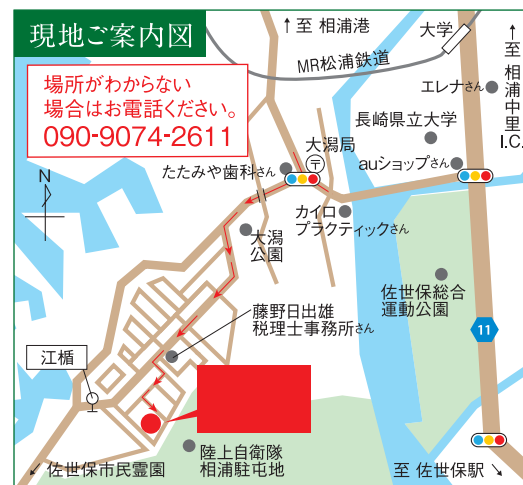 現地ご案内図
↑至 相浦港
大学
↑至 相浦中里I.C.
MR松浦鉄道
エレナさん
場所がわからない
場合はお電話ください。
090-9074-2611
長崎県立大学
大潟局
〒
auショップさん
たたみや歯科さん
N
カイロ
プラクティックさん
大潟
公園
佐世保総合
運動公園
藤野日出雄
税理士事務所さん
11
江楯
陸上自衛隊
相浦駐屯地
↙佐世保市民霊園
至 佐世保駅↘